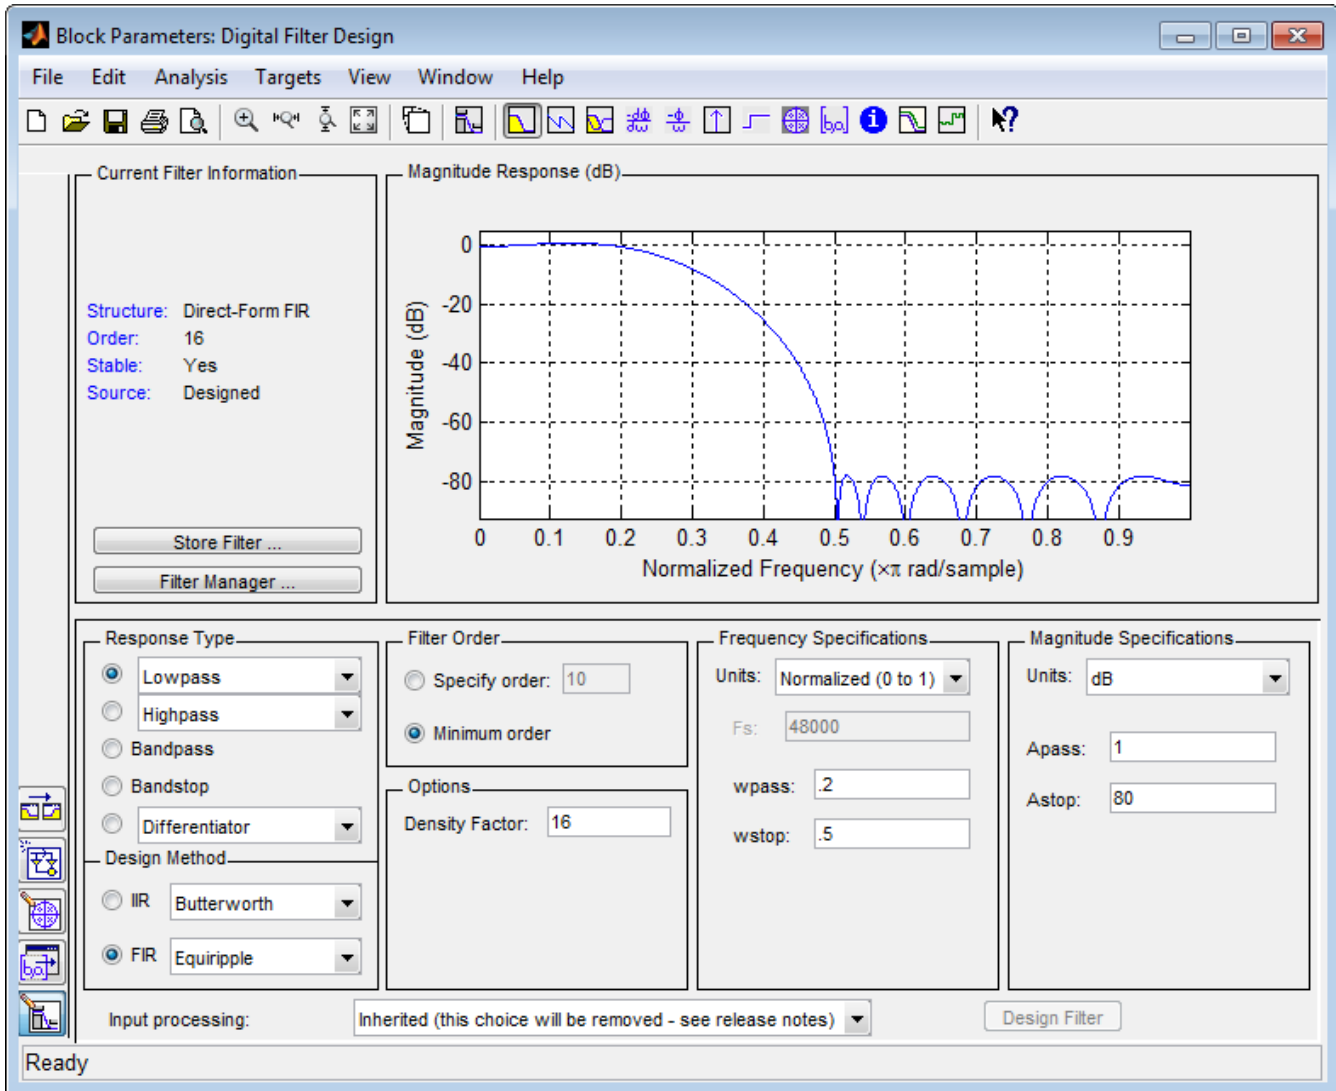 Block Parameters: Digital Filter Design
File Edit Analysis Targets View Window Help
Current Filter Information
Structure: Direct-Form FIR
Order: 16
Stable: Yes
Source: Designed
Store Filter ...
Filter Manager ...
Magnitude Response (dB)
0
-20
-40
-60
-80
Magnitude (dB)
0 0.1 0.2 0.3 0.4 0.5 0.6 0.7 0.8 0.9
Normalized Frequency (×π rad/sample)
Response Type
Lowpass
Highpass
Bandpass
Bandstop
Differentiator
Design Method
IIR Butterworth
FIR Equiripple
Filter Order
Specify order: 10
Minimum order
Options
Density Factor: 16
Frequency Specifications
Units: Normalized (0 to 1)
Fs: 48000
wpass: .2
wstop: .5
Magnitude Specifications
Units: dB
Apass: 1
Astop: 80
Input processing: Inherited (this choice will be removed - see release notes)
Design Filter
Ready